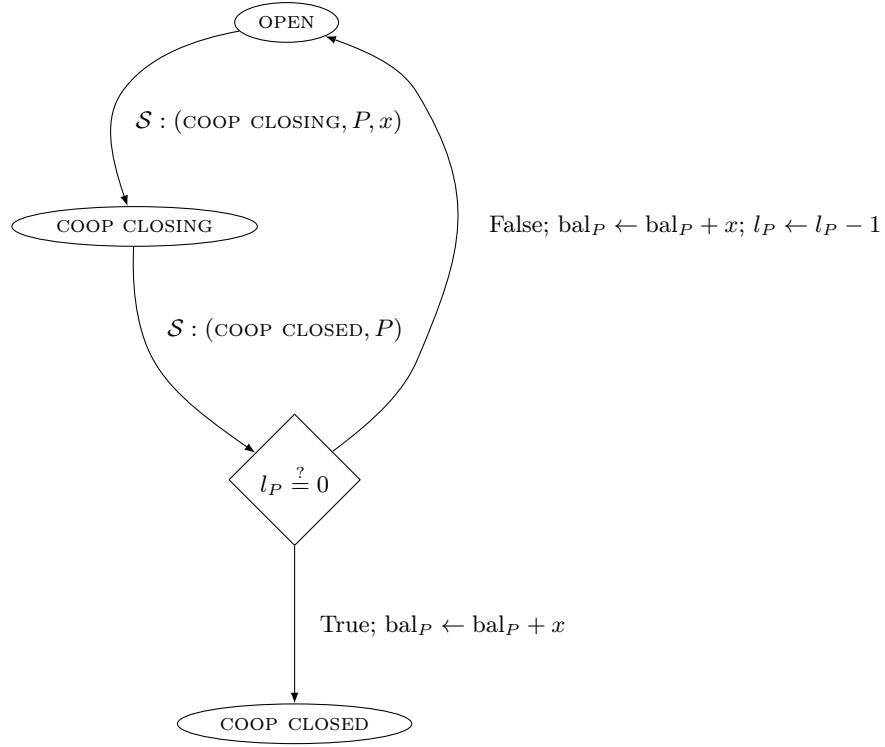 OPEN
𝒮 : (COOP CLOSING, P, x)
COOP CLOSING
False; bal_P ← bal_P + x; l_P ← l_P − 1
𝒮 : (COOP CLOSED, P)
l_P ≟ 0
True; bal_P ← bal_P + x
COOP CLOSED